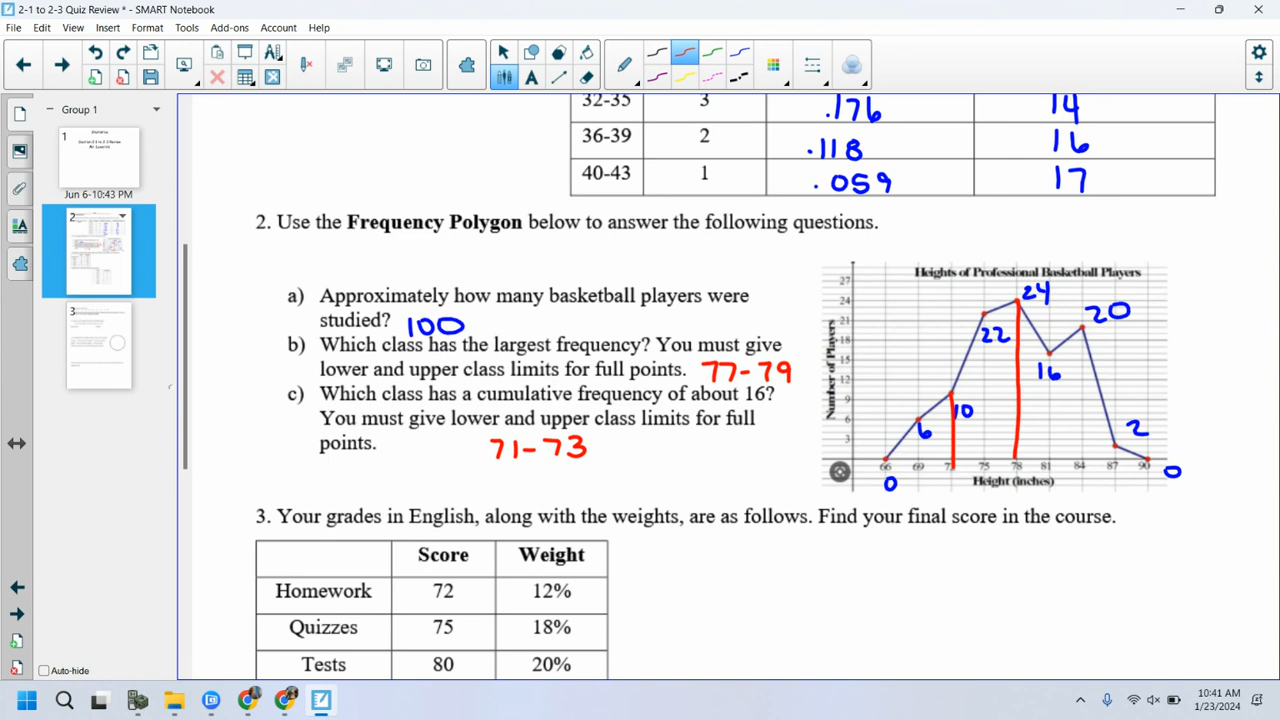 2-1 to 2-3 Quiz Review * - SMART Notebook
File Edit View Insert Format Tools Add-ons Account Help
Group 1
1
Jun 6-10:43 PM
2
3
Auto-hide
32-35 3 .176 14
36-39 2 .118 16
40-43 1 .059 17
2. Use the Frequency Polygon below to answer the following questions.
a) Approximately how many basketball players were
studied? 100
b) Which class has the largest frequency? You must give
lower and upper class limits for full points. 77-79
c) Which class has a cumulative frequency of about 16?
You must give lower and upper class limits for full
points. 71-73
Heights of Professional Basketball Players
Number of Players
27
24
21
18
15
12
9
6
3
24
20
22
16
10
6
2
0
0
66 69 75 78 81 84 87 90
Height (inches)
3. Your grades in English, along with the weights, are as follows. Find your final score in the course.
Score Weight
Homework 72 12%
Quizzes 75 18%
Tests 80 20%
10:41 AM
1/23/2024